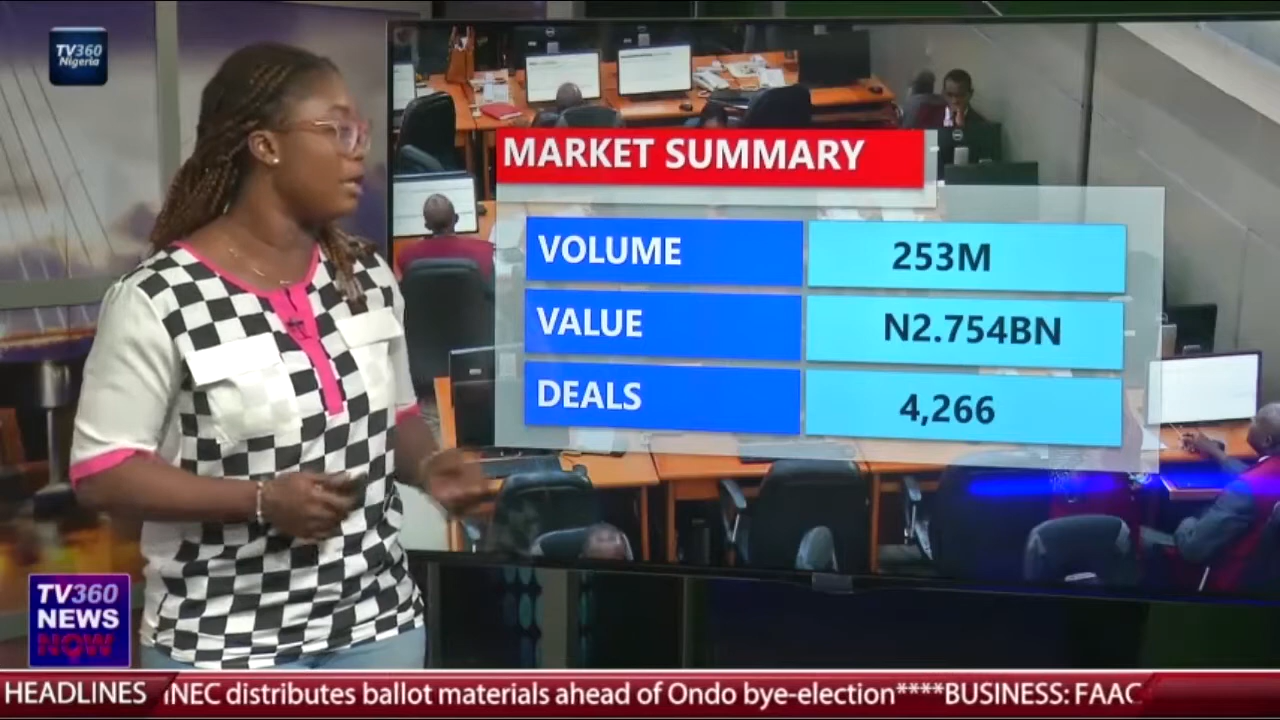 TV360
Nigeria
MARKET SUMMARY
VOLUME 253M
VALUE N2.754BN
DEALS 4,266
TV360
NEWS
NOW
HEADLINES INEC distributes ballot materials ahead of Ondo bye-election****BUSINESS: FAAC